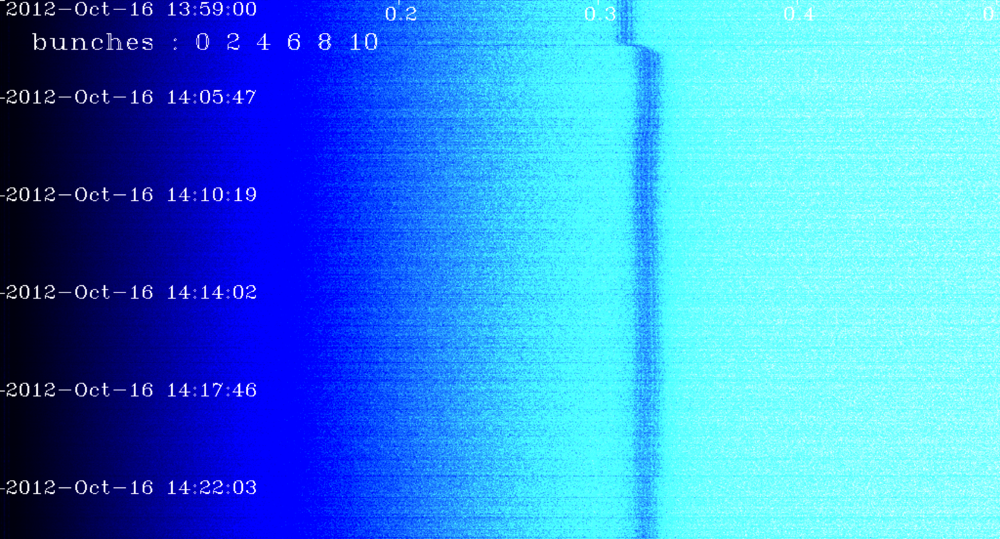 2012-Oct-16 13:59:00 0.2 0.3 0.4 0
bunches : 0 2 4 6 8 10
2012-Oct-16 14:05:47
2012-Oct-16 14:10:19
2012-Oct-16 14:14:02
2012-Oct-16 14:17:46
2012-Oct-16 14:22:03